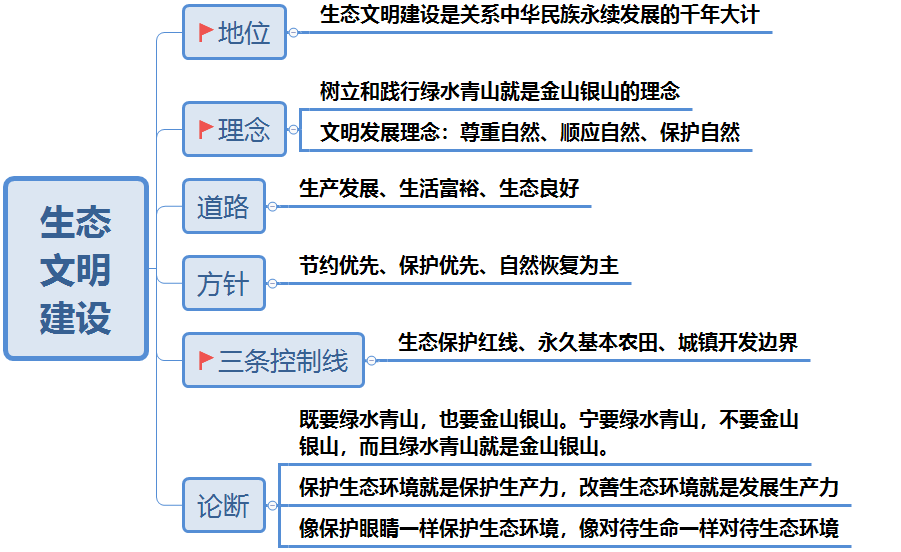 生态
文明
建设
地位
生态文明建设是关系中华民族永续发展的千年大计
理念
树立和践行绿水青山就是金山银山的理念
文明发展理念：尊重自然、顺应自然、保护自然
道路
生产发展、生活富裕、生态良好
方针
节约优先、保护优先、自然恢复为主
三条控制线
生态保护红线、永久基本农田、城镇开发边界
论断
既要绿水青山，也要金山银山。宁要绿水青山，不要金山
银山，而且绿水青山就是金山银山。
保护生态环境就是保护生产力，改善生态环境就是发展生产力
像保护眼睛一样保护生态环境，像对待生命一样对待生态环境